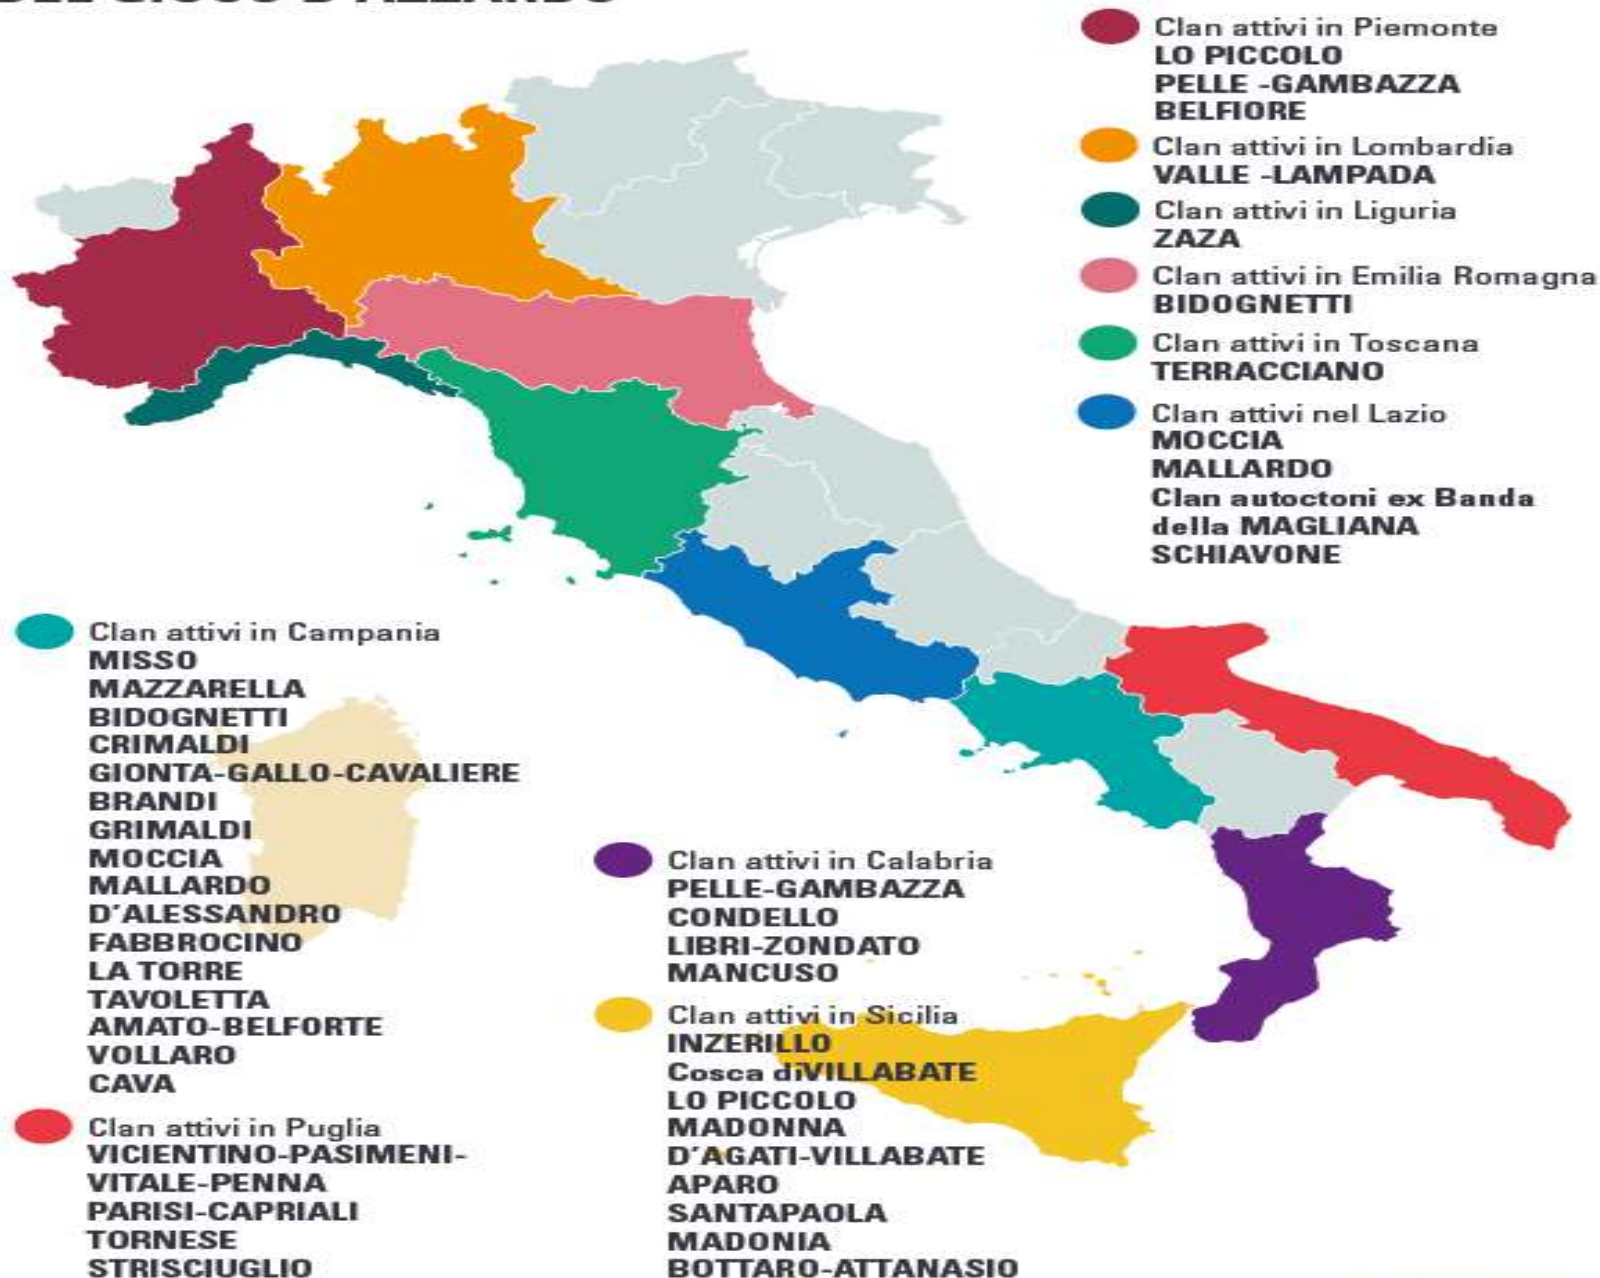 DEL GIOCO D'AZZARDO
Clan attivi in Piemonte
LO PICCOLO
PELLE -GAMBAZZA
BELFIORE
Clan attivi in Lombardia
VALLE -LAMPADA
Clan attivi in Liguria
ZAZA
Clan attivi in Emilia Romagna
BIDOGNETTI
Clan attivi in Toscana
TERRACCIANO
Clan attivi nel Lazio
MOCCIA
MALLARDO
Clan autoctoni ex Banda
della MAGLIANA
SCHIAVONE
Clan attivi in Campania
MISSO
MAZZARELLA
BIDOGNETTI
CRIMALDI
GIONTA-GALLO-CAVALIERE
BRANDI
GRIMALDI
MOCCIA
MALLARDO
D'ALESSANDRO
FABBROCINO
LA TORRE
TAVOLETTA
AMATO-BELFORTE
VOLLARO
CAVA
Clan attivi in Puglia
VICIENTINO-PASIMENI-
VITALE-PENNA
PARISI-CAPRIALI
TORNESE
STRISCIUGLIO
Clan attivi in Calabria
PELLE-GAMBAZZA
CONDELLO
LIBRI-ZONDATO
MANCUSO
Clan attivi in Sicilia
INZERILLO
Cosca diVILLABATE
LO PICCOLO
MADONNA
D'AGATI-VILLABATE
APARO
SANTAPAOLA
MADONIA
BOTTARO-ATTANASIO